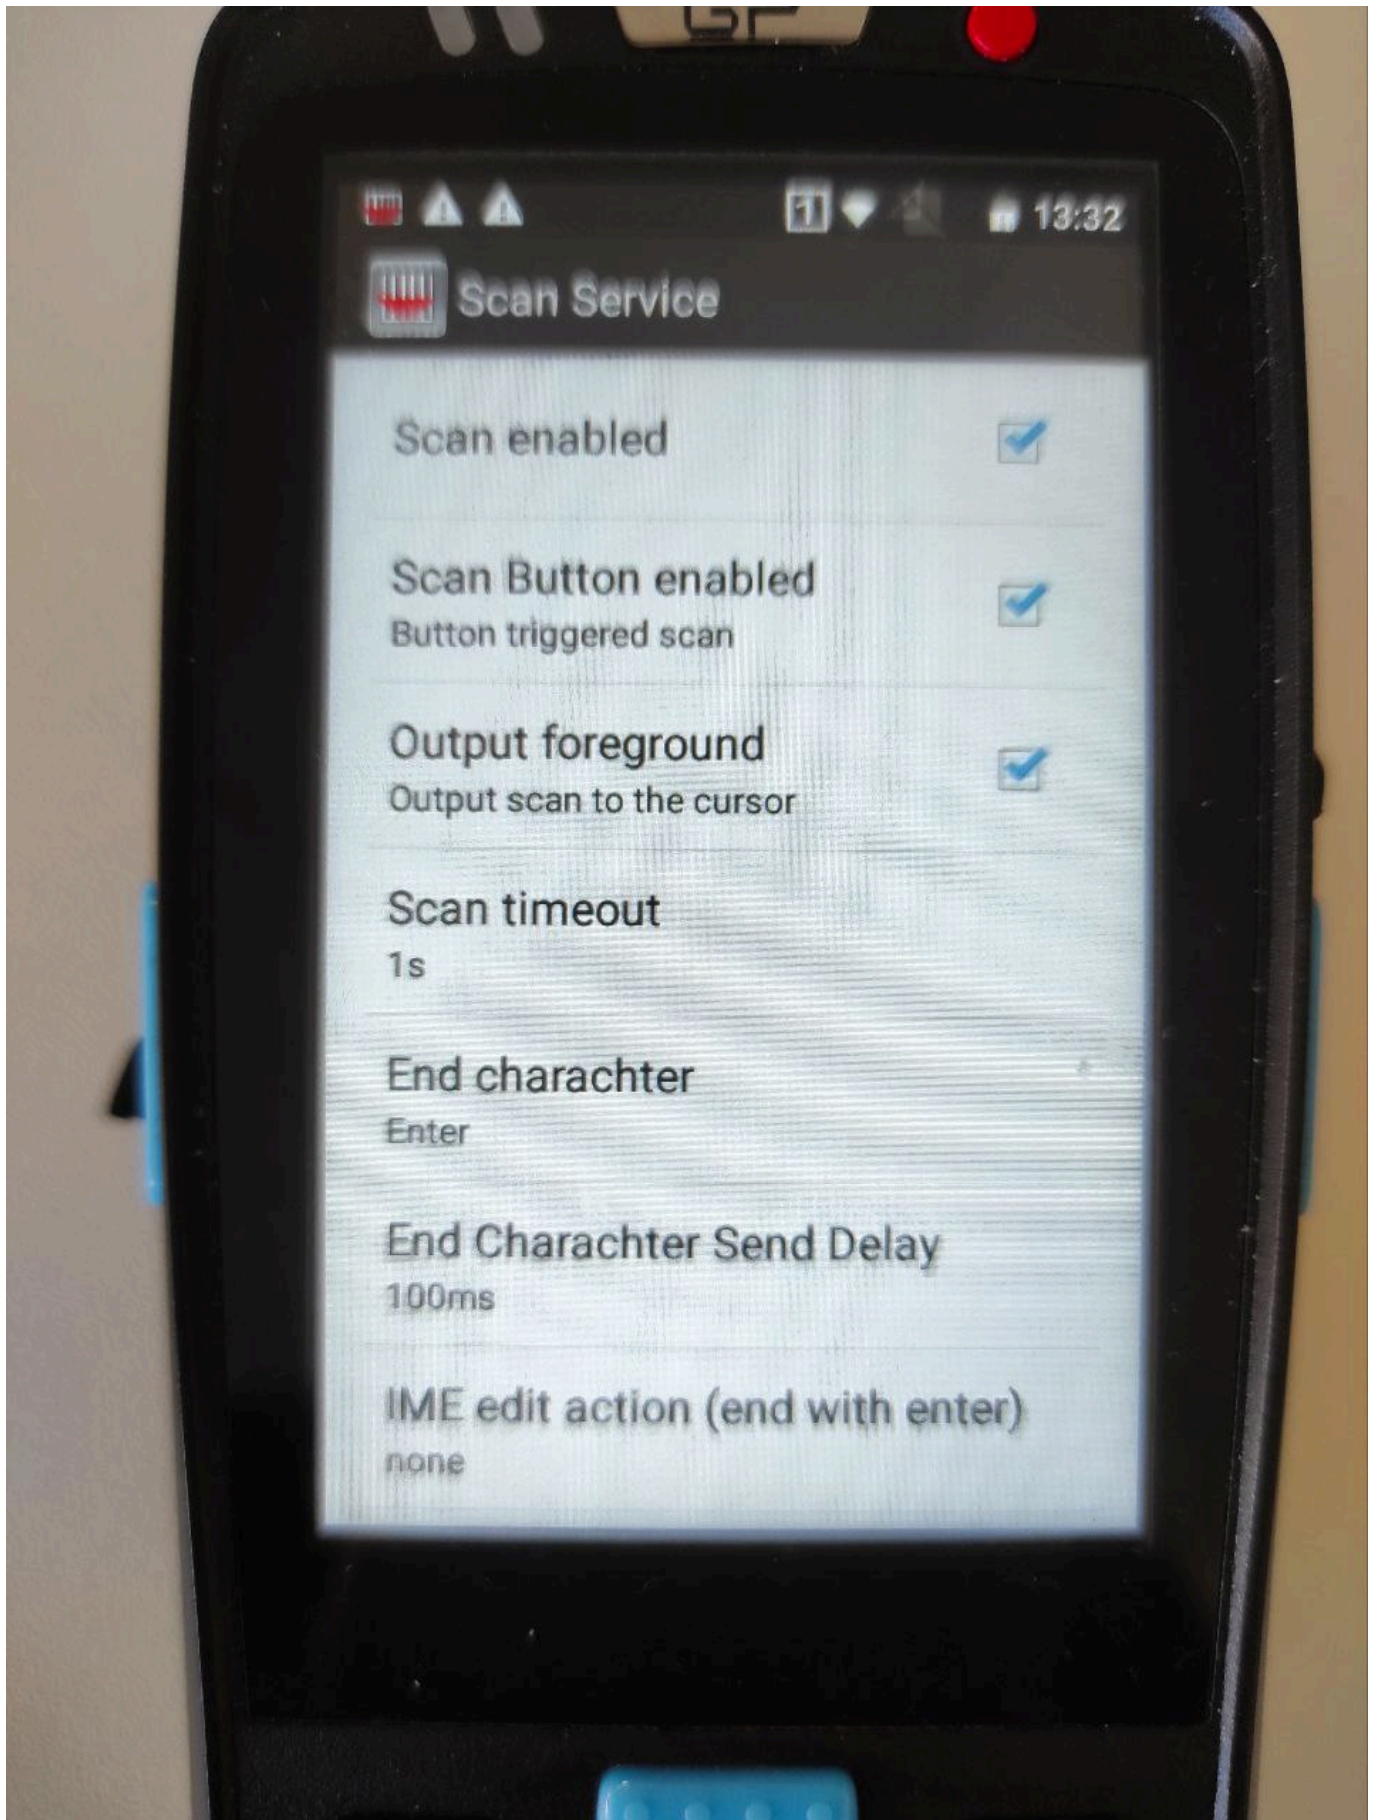 13:32
Scan Service
Scan enabled
Scan Button enabled
Button triggered scan
Output foreground
Output scan to the cursor
Scan timeout
1s
End charachter
Enter
End Charachter Send Delay
100ms
IME edit action (end with enter)
none